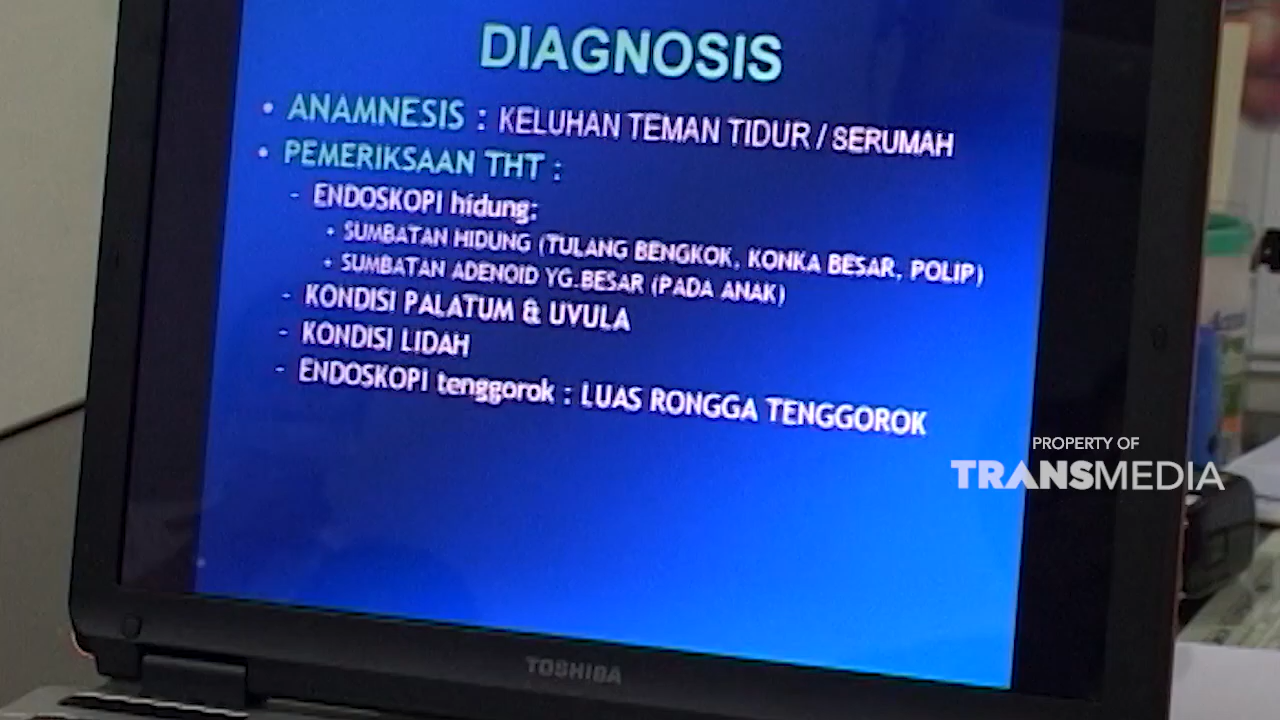 DIAGNOSIS
• ANAMNESIS : KELUHAN TEMAN TIDUR / SERUMAH
• PEMERIKSAAN THT :
- ENDOSKOPI hidung:
• SUMBATAN HIDUNG (TULANG BENGKOK, KONKA BESAR, POLIP)
• SUMBATAN ADENOID YG.BESAR (PADA ANAK)
- KONDISI PALATUM & UVULA
- KONDISI LIDAH
- ENDOSKOPI tenggorok : LUAS RONGGA TENGGOROK
PROPERTY OF
TRANSMEDIA
TOSHIBA